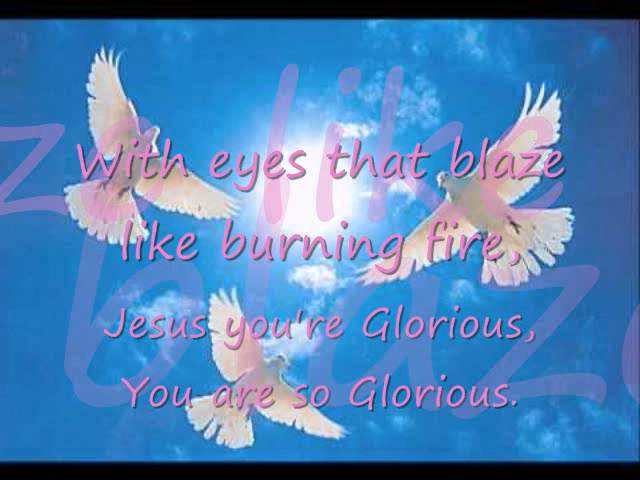 With eyes that blaze
like burning fire,
Jesus you're Glorious,
You are so Glorious.